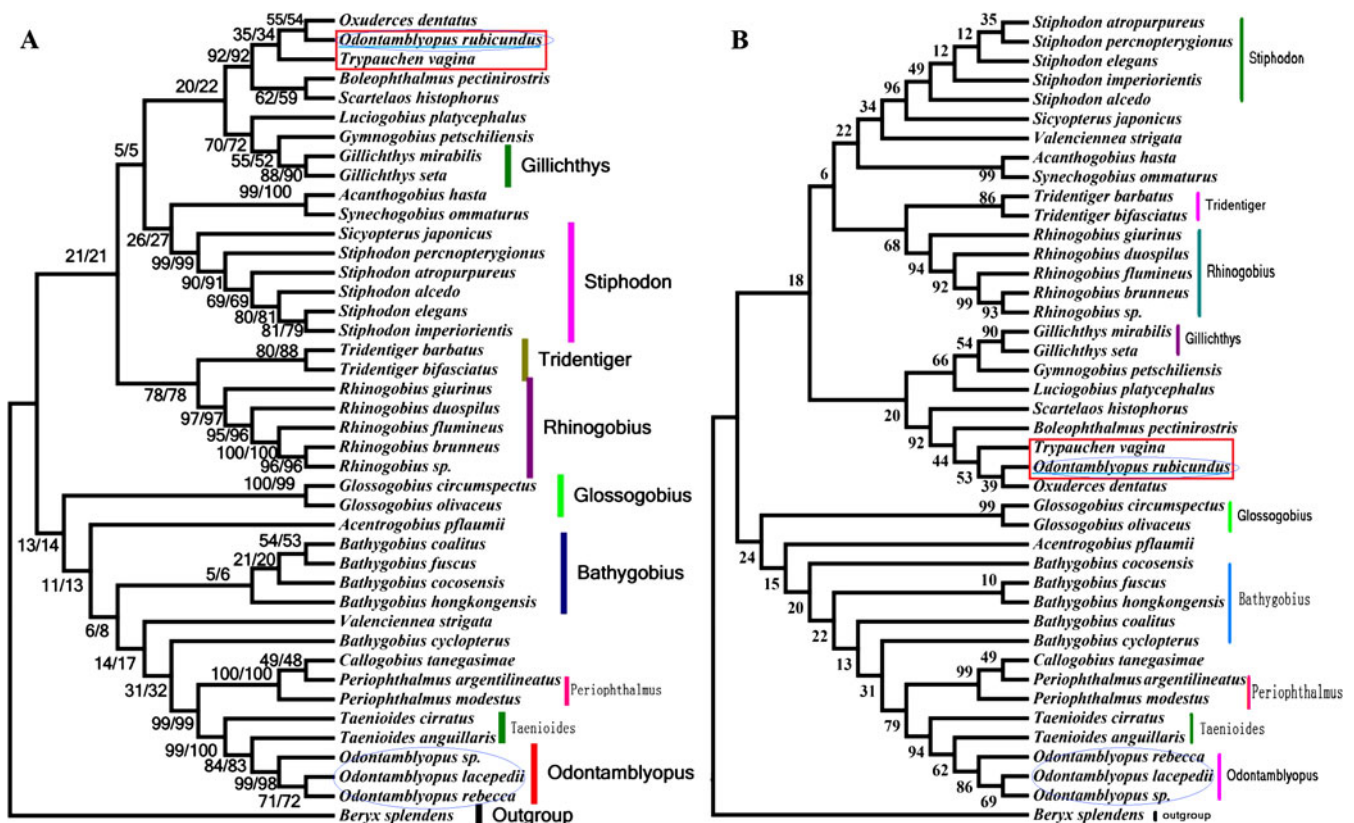 A
55/54
Oxuderces dentatus
35/34
Odontamblyopus rubicundus
92/92
Trypauchen vagina
20/22
Boleophthalmus pectinirostris
62/59
Scartelaos histophorus
Luciogobius platycephalus
5/5
70/72
Gymnogobius petschiliensis
55/52
Gillichthys mirabilis
Gillichthys
88/90
Gillichthys seta
99/100
Acanthogobius hasta
Synechogobius ommaturus
26/27
Sicyopterus japonicus
21/21
99/99
Stiphodon percnopterygionus
90/91
Stiphodon atropurpureus
Stiphodon
69/69
Stiphodon alcedo
80/81
Stiphodon elegans
81/79
Stiphodon imperiorientis
80/88
Tridentiger barbatus
Tridentiger
Tridentiger bifasciatus
78/78
Rhinogobius giurinus
97/97
Rhinogobius duospilus
95/96
Rhinogobius flumineus
Rhinogobius
100/100
Rhinogobius brunneus
96/96
Rhinogobius sp.
100/99
Glossogobius circumspectus
Glossogobius
Glossogobius olivaceus
13/14
Acentrogobius pflaumii
54/53
Bathygobius coalitus
11/13
21/20
Bathygobius fuscus
Bathygobius
5/6
Bathygobius cocosensis
Bathygobius hongkongensis
6/8
Valenciennea strigata
14/17
Bathygobius cyclopterus
49/48
Callogobius tanegasimae
31/32
100/100
Periophthalmus argentilineatus
Periophthalmus
Periophthalmus modestus
99/99
Taenioides cirratus
Taenioides
99/100
Taenioides anguillaris
84/83
Odontamblyopus sp.
99/98
Odontamblyopus lacepedii
Odontamblyopus
71/72
Odontamblyopus rebecca
Beryx splendens
Outgroup
B
35
Stiphodon atropurpureus
12
Stiphodon percnopterygionus
12
Stiphodon elegans
Stiphodon
49
Stiphodon imperiorientis
96
Stiphodon alcedo
34
Sicyopterus japonicus
22
Valenciennea strigata
Acanthogobius hasta
6
99
Synechogobius ommaturus
86
Tridentiger barbatus
Tridentiger
Tridentiger bifasciatus
68
Rhinogobius giurinus
94
Rhinogobius duospilus
92
Rhinogobius flumineus
Rhinogobius
18
99
Rhinogobius brunneus
93
Rhinogobius sp.
90
Gillichthys mirabilis
Gillichthys
54
Gillichthys seta
66
Gymnogobius petschiliensis
Luciogobius platycephalus
20
Scartelaos histophorus
92
Boleophthalmus pectinirostris
44
Trypauchen vagina
53
Odontamblyopus rubicundus
39
Oxuderces dentatus
99
Glossogobius circumspectus
Glossogobius
Glossogobius olivaceus
24
Acentrogobius pflaumii
15
Bathygobius cocosensis
20
10
Bathygobius fuscus
Bathygobius
Bathygobius hongkongensis
22
Bathygobius coalitus
13
Bathygobius cyclopterus
49
Callogobius tanegasimae
31
99
Periophthalmus argentilineatus
Periophthalmus
Periophthalmus modestus
79
Taenioides cirratus
Taenioides
94
Taenioides anguillaris
62
Odontamblyopus rebecca
86
Odontamblyopus lacepedii
Odontamblyopus
69
Odontamblyopus sp.
Beryx splendens
outgroup